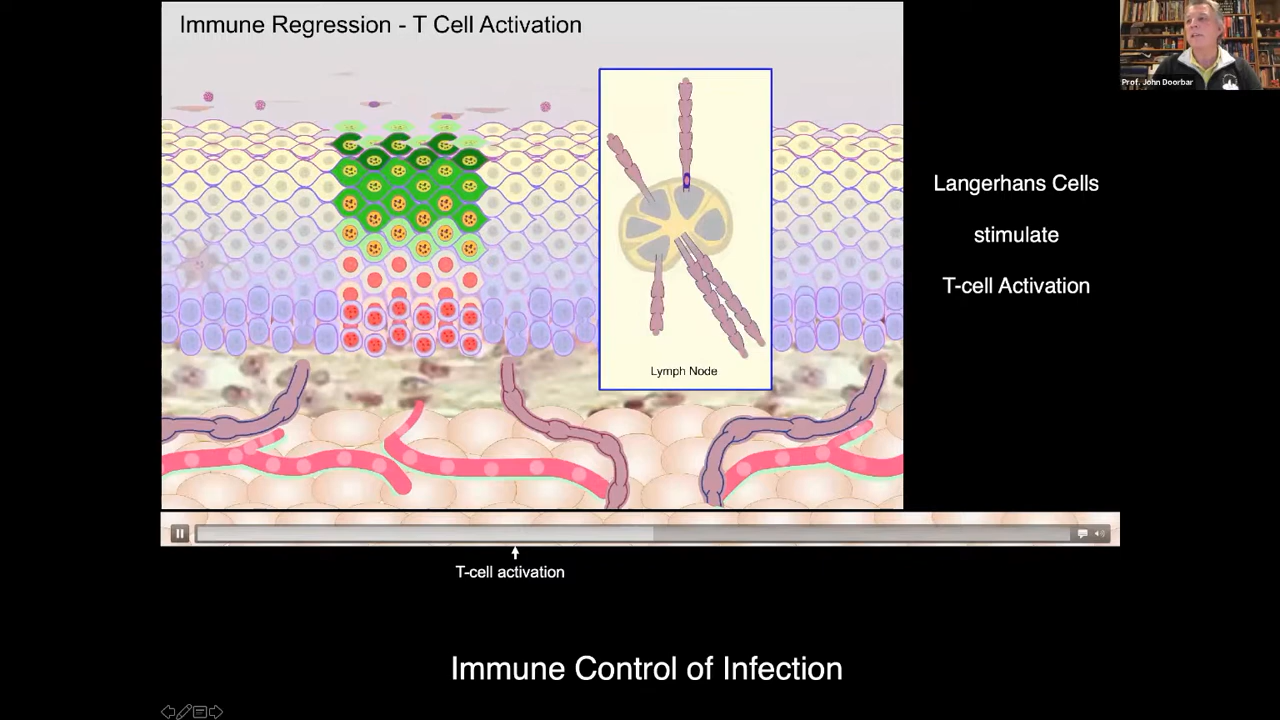 Immune Regression - T Cell Activation
Prof. John Doorbar
Langerhans Cells
stimulate
T-cell Activation
Lymph Node
T-cell activation
Immune Control of Infection